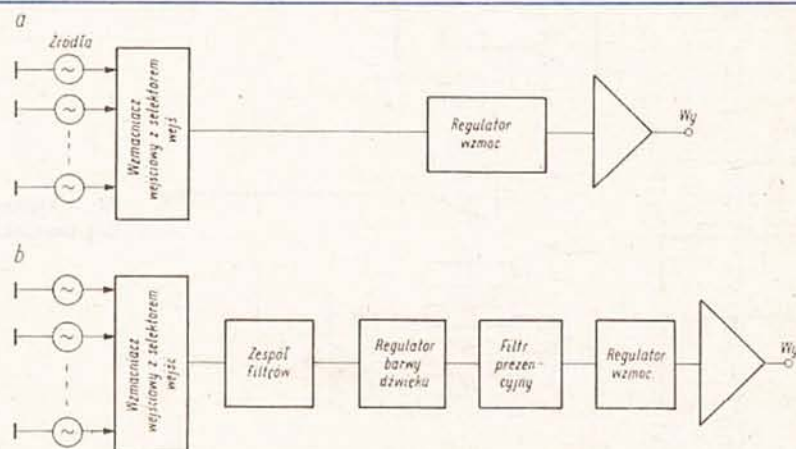 a
Źródła
Wzmacniacz
wejściowy z selektorem
wejś
Regulator
wzmoc.
Wy
b
Wzmacniacz
wejściowy z selektorem
wejść
Zespół
filtrów
Regulator
barwy
dźwięku
Filtr
prezen-
cyjny
Regulator
wzmoc.
Wy